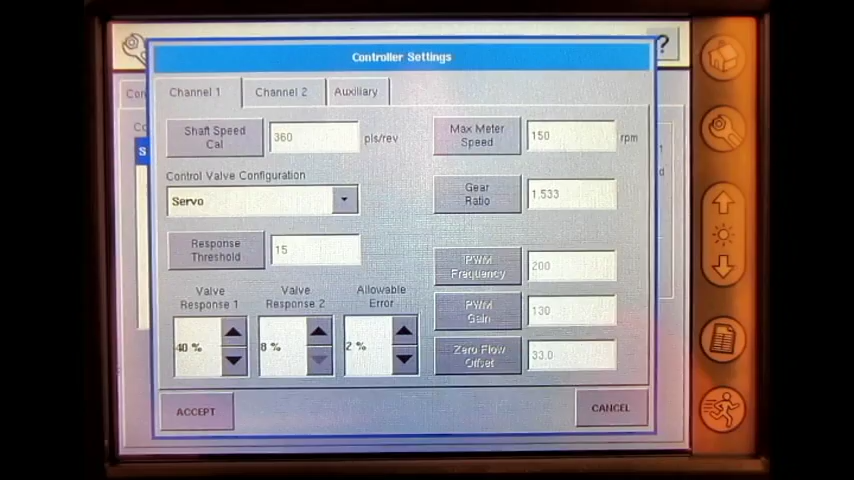 ?
Controller Settings
Con
Channel 1
Channel 2
Auxiliary
Shaft Speed
Cal
360
pls/rev
Max Meter
Speed
150
rpm
Control Valve Configuration
Servo
Gear
Ratio
1.533
Response
Threshold
15
PWM
Frequency
200
Valve
Response 1
Valve
Response 2
Allowable
Error
PWM
Gain
130
40 %
8 %
2 %
Zero Flow
Offset
33.0
ACCEPT
CANCEL